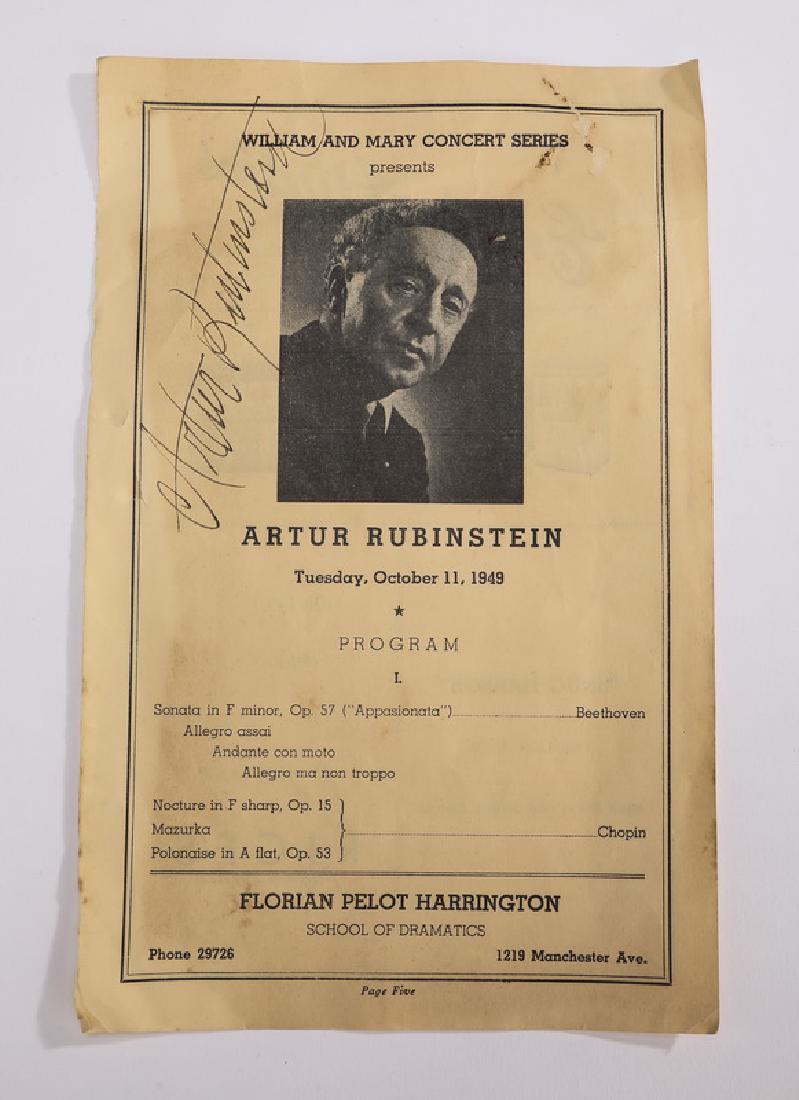 WILLIAM AND MARY CONCERT SERIES
presents
Artur Rubinstein
ARTUR RUBINSTEIN
Tuesday, October 11, 1949
★
PROGRAM
I.
Sonata in F minor, Op. 57 ("Appasionata")..........Beethoven
Allegro assai
Andante con moto
Allegro ma non troppo
Nocture in F sharp, Op. 15
Mazurka..........Chopin
Polonaise in A flat, Op. 53
FLORIAN PELOT HARRINGTON
SCHOOL OF DRAMATICS
Phone 29726 1219 Manchester Ave.
Page Five